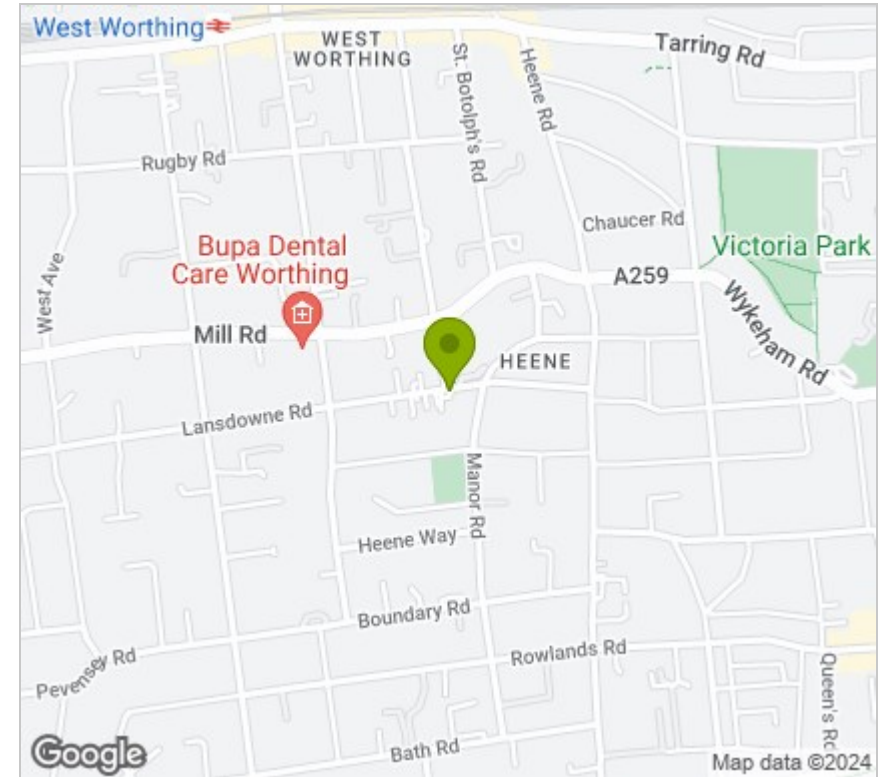 West Worthing
WEST
WORTHING
Tarring Rd
St. Botolph's Rd
Heene Rd
Rugby Rd
Chaucer Rd
Bupa Dental
Care Worthing
Victoria Park
West Ave
A259
Mill Rd
Wykeham Rd
HEENE
Lansdowne Rd
Manor Rd
Heene Way
Boundary Rd
Rowlands Rd
Pevensey Rd
Queen's Rd
Bath Rd
Google
Map data ©2024